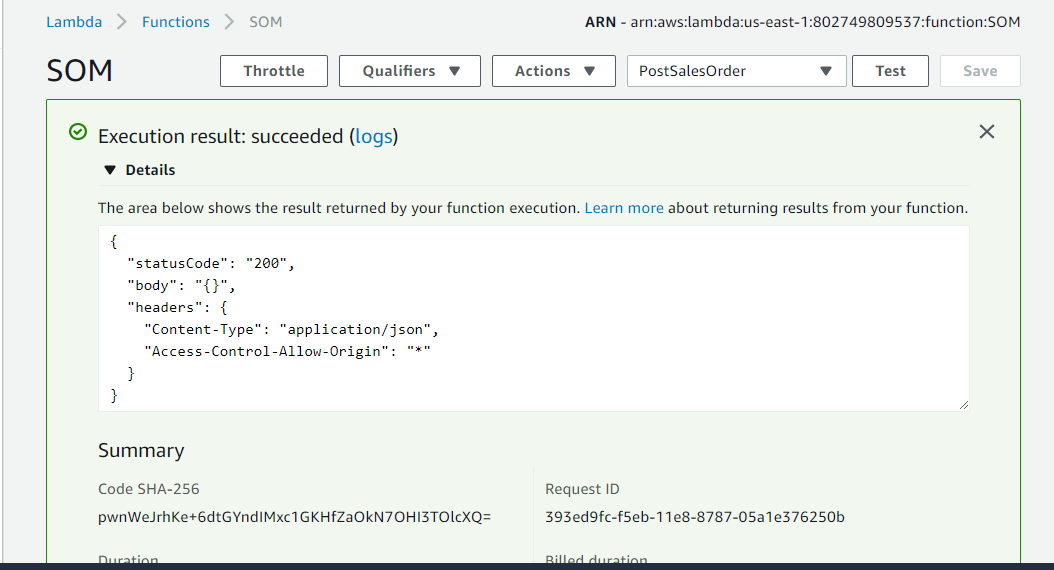 Lambda Functions SOM ARN - arn:aws:lambda:us-east-1:802749809537:function:SOM
SOM Throttle Qualifiers Actions PostSalesOrder Test Save
Execution result: succeeded (logs)
Details
The area below shows the result returned by your function execution. Learn more about returning results from your function.
{
"statusCode": "200",
"body": "{}",
"headers": {
"Content-Type": "application/json",
"Access-Control-Allow-Origin": "*"
}
}
Summary
Code SHA-256 Request ID
pwnWeJrhKe+6dtGYndIMxc1GKHfZaOkN7OHI3TOlcXQ= 393ed9fc-f5eb-11e8-8787-05a1e376250b
Duration Billed duration